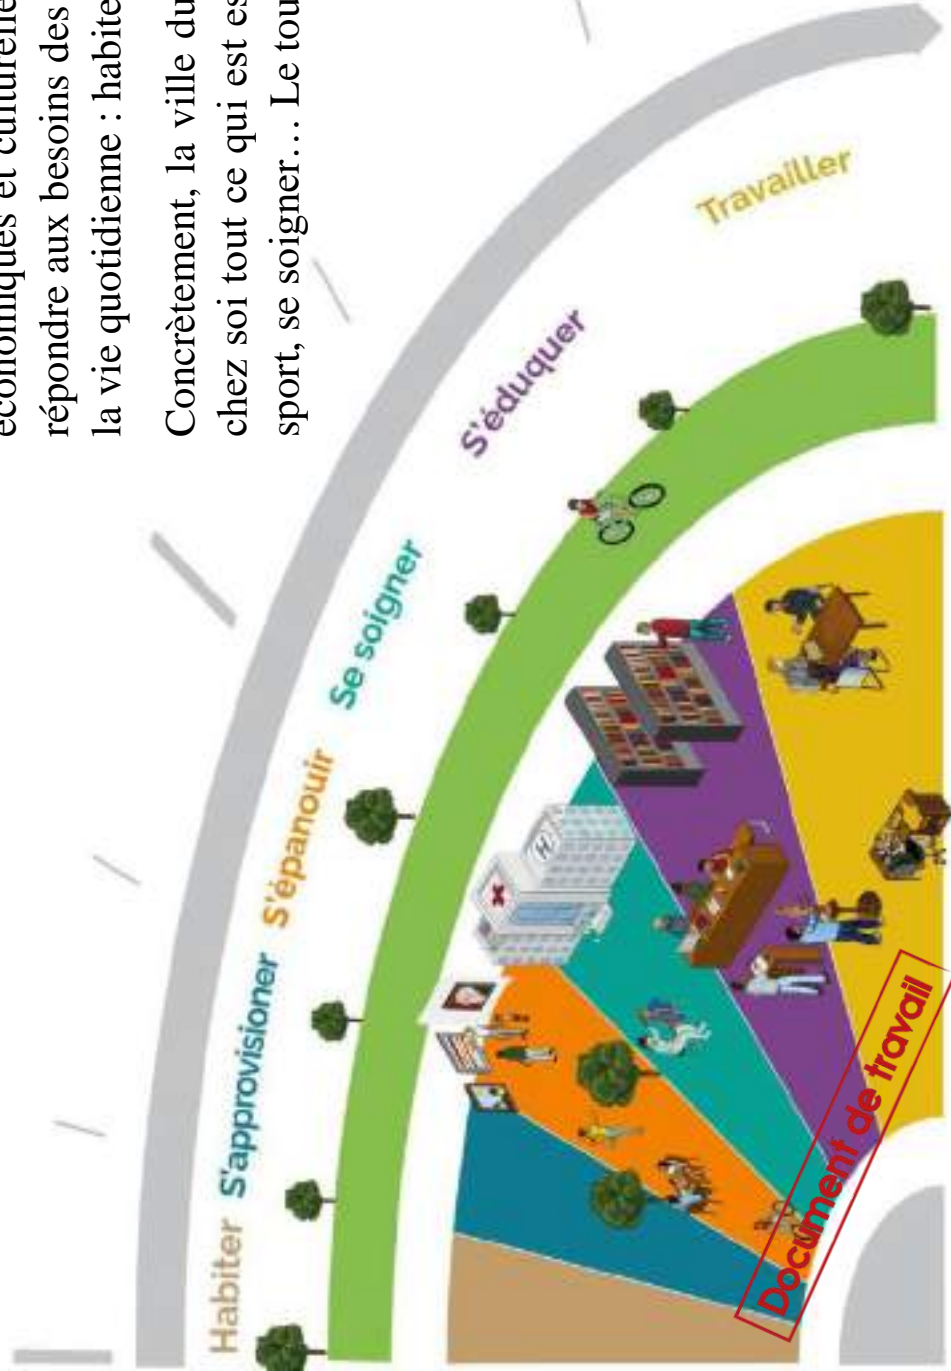 économiques et culturelle
répondre aux besoins des
la vie quotidienne : habite
Concrètement, la ville du
chez soi tout ce qui est es
sport, se soigner… Le tou
Habiter
S'approvisioner
S'épanouir
Se soigner
S'éduquer
Travailler
H
Document de travail